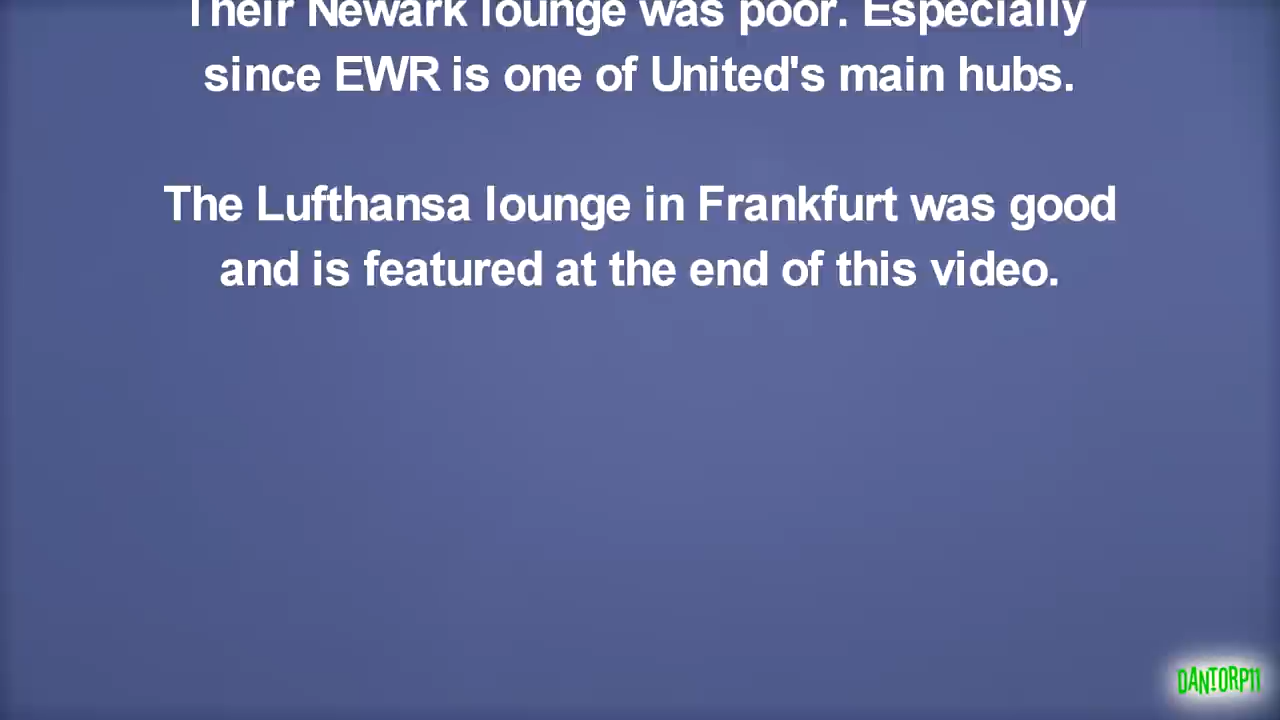 Their Newark lounge was poor. Especially
since EWR is one of United's main hubs.
The Lufthansa lounge in Frankfurt was good
and is featured at the end of this video.
DANTORP11